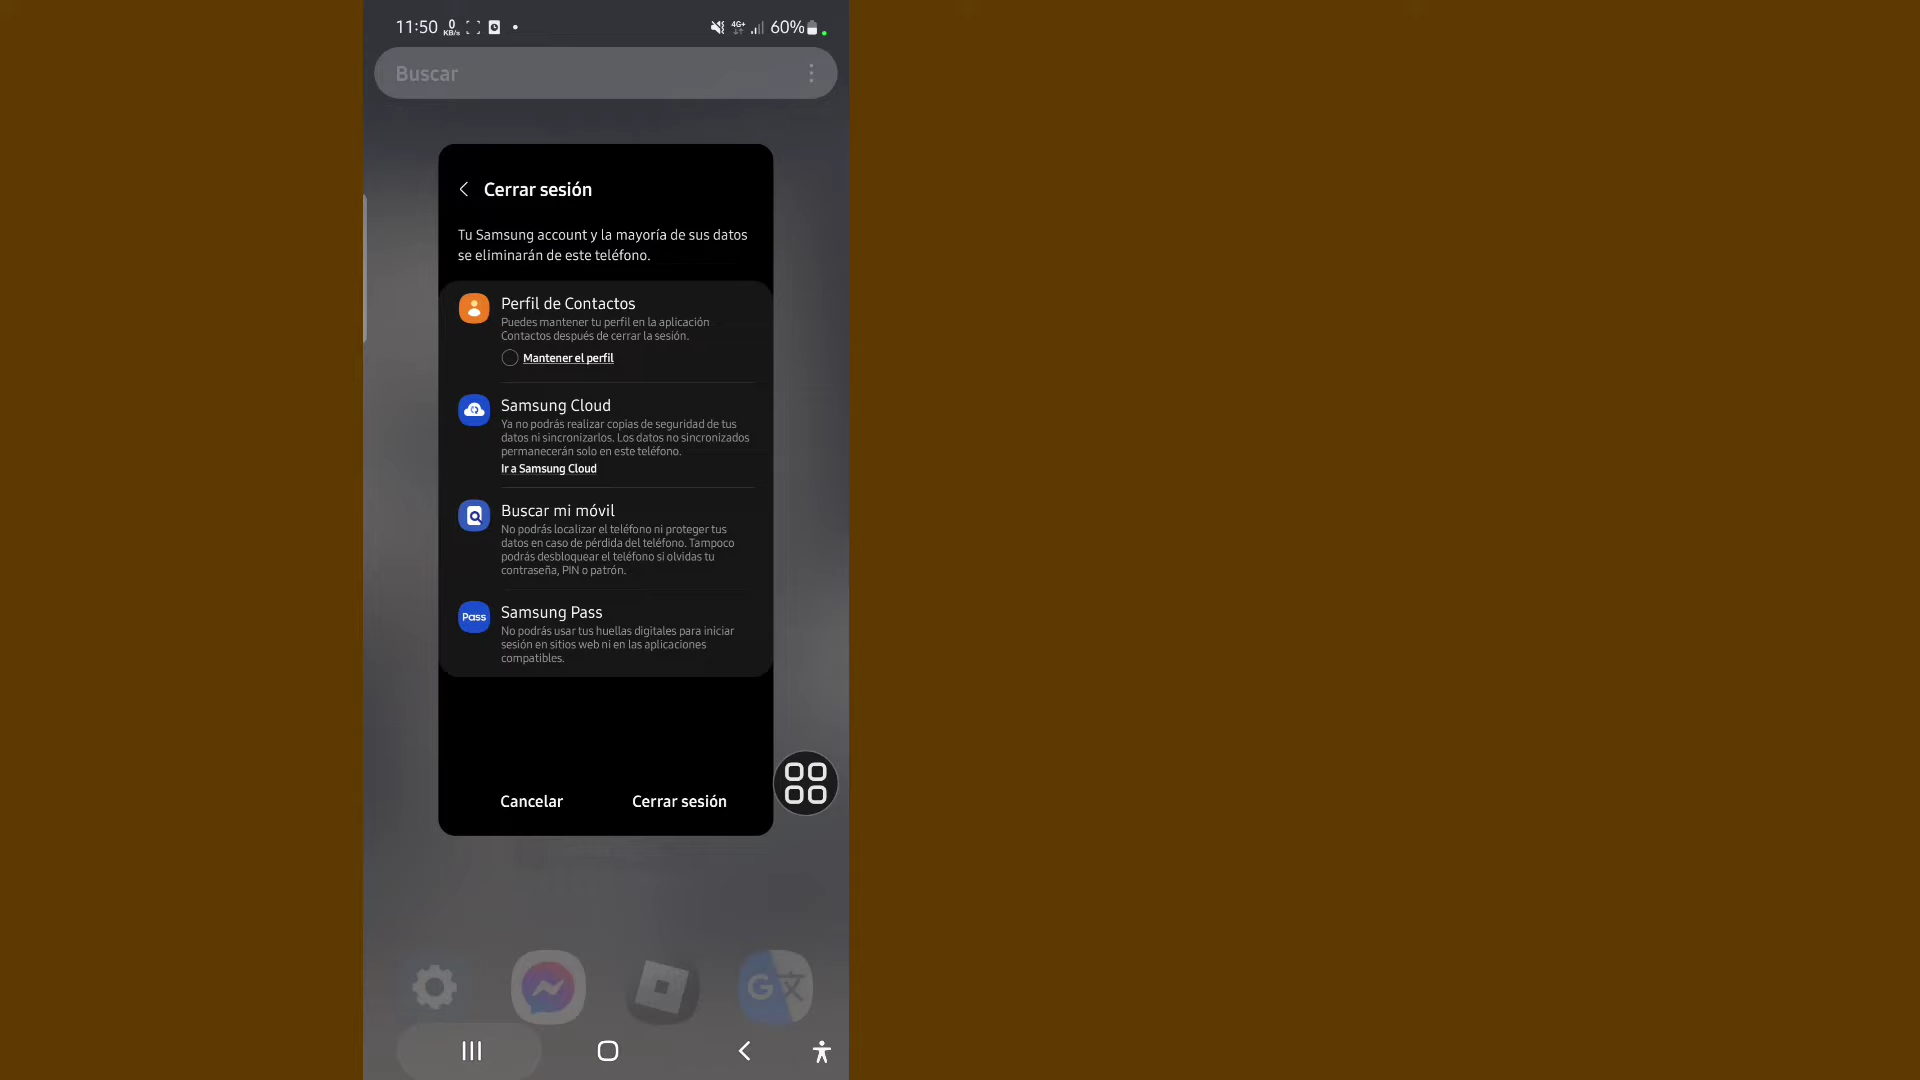 11:50 0 KB/s 4G+ 60%
Buscar
Cerrar sesión
Tu Samsung account y la mayoría de sus datos
se eliminarán de este teléfono.
Perfil de Contactos
Puedes mantener tu perfil en la aplicación
Contactos después de cerrar la sesión.
Mantener el perfil
Samsung Cloud
Ya no podrás realizar copias de seguridad de tus
datos ni sincronizarlos. Los datos no sincronizados
permanecerán solo en este teléfono.
Ir a Samsung Cloud
Buscar mi móvil
No podrás localizar el teléfono ni proteger tus
datos en caso de pérdida del teléfono. Tampoco
podrás desbloquear el teléfono si olvidas tu
contraseña, PIN o patrón.
Pass
Samsung Pass
No podrás usar tus huellas digitales para iniciar
sesión en sitios web ni en las aplicaciones
compatibles.
Cancelar
Cerrar sesión
G 文